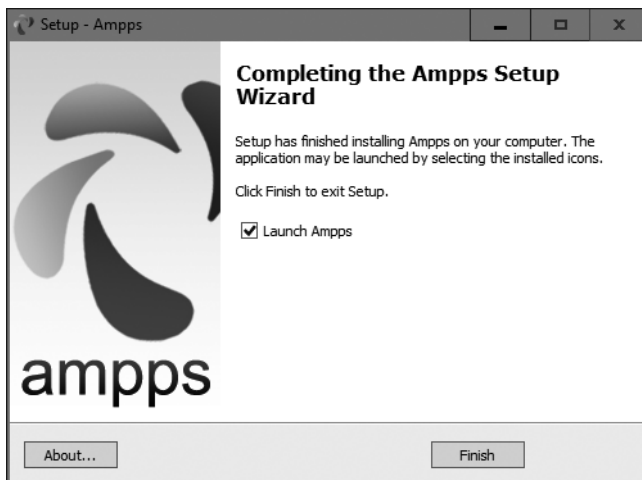 Setup - Ampps
Completing the Ampps Setup
Wizard
Setup has finished installing Ampps on your computer. The
application may be launched by selecting the installed icons.
Click Finish to exit Setup.
Launch Ampps
ampps
About...
Finish